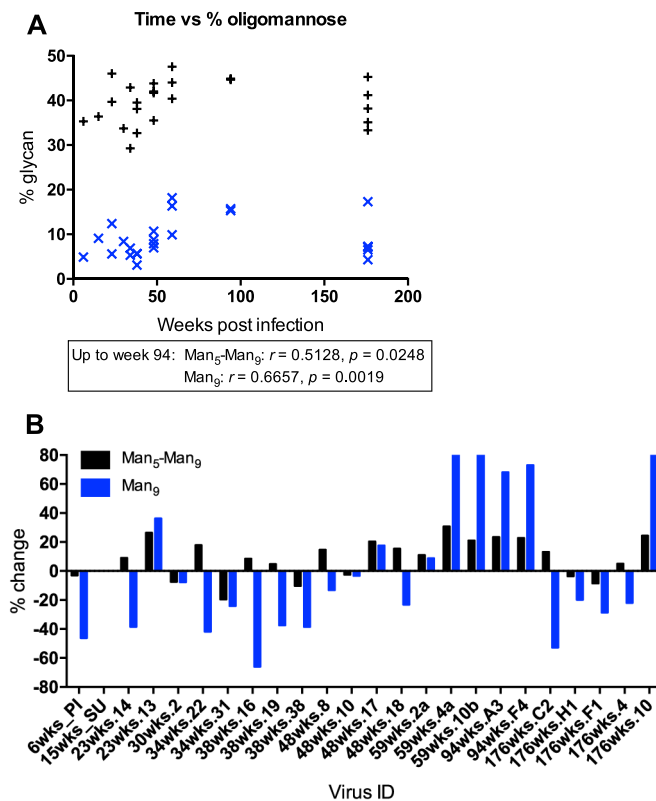 A
Time vs % oligomannose
50
40
30
20
10
0
% glycan
0 50 100 150 200
Weeks post infection
Up to week 94: Man5-Man9: r = 0.5128, p = 0.0248
Man9: r = 0.6657, p = 0.0019
B
Man5-Man9
Man9
80
60
40
20
0
-20
-40
-60
-80
% change
6wks_PI
15wks_SU
23wks.14
23wks.13
30wks.2
34wks.22
34wks.31
38wks.16
38wks.19
38wks.38
48wks.8
48wks.10
48wks.17
48wks.18
59wks.2a
59wks.4a
59wks.10b
94wks.A3
94wks.F4
176wks.C2
176wks.H1
176wks.F1
176wks.4
176wks.10
Virus ID